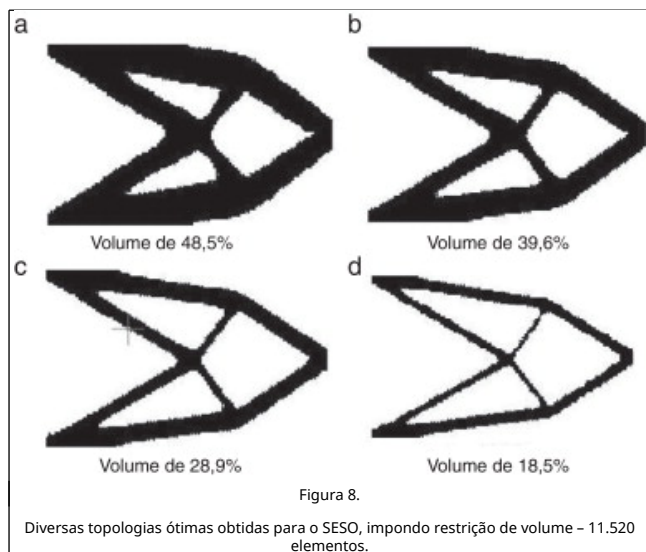 a
b
Volume de 48,5%
Volume de 39,6%
c
d
Volume de 28,9%
Volume de 18,5%
Figura 8.
Diversas topologias ótimas obtidas para o SESO, impondo restrição de volume – 11.520
elementos.